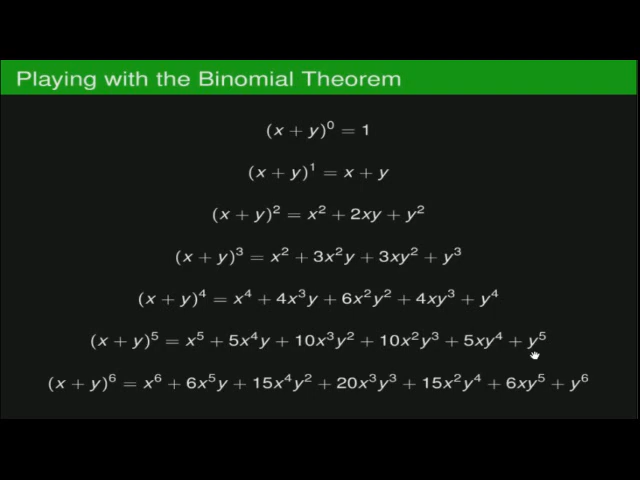 Playing with the Binomial Theorem
(x + y)⁰ = 1
(x + y)¹ = x + y
(x + y)² = x² + 2xy + y²
(x + y)³ = x² + 3x²y + 3xy² + y³
(x + y)⁴ = x⁴ + 4x³y + 6x²y² + 4xy³ + y⁴
(x + y)⁵ = x⁵ + 5x⁴y + 10x³y² + 10x²y³ + 5xy⁴ + y⁵
(x + y)⁶ = x⁶ + 6x⁵y + 15x⁴y² + 20x³y³ + 15x²y⁴ + 6xy⁵ + y⁶